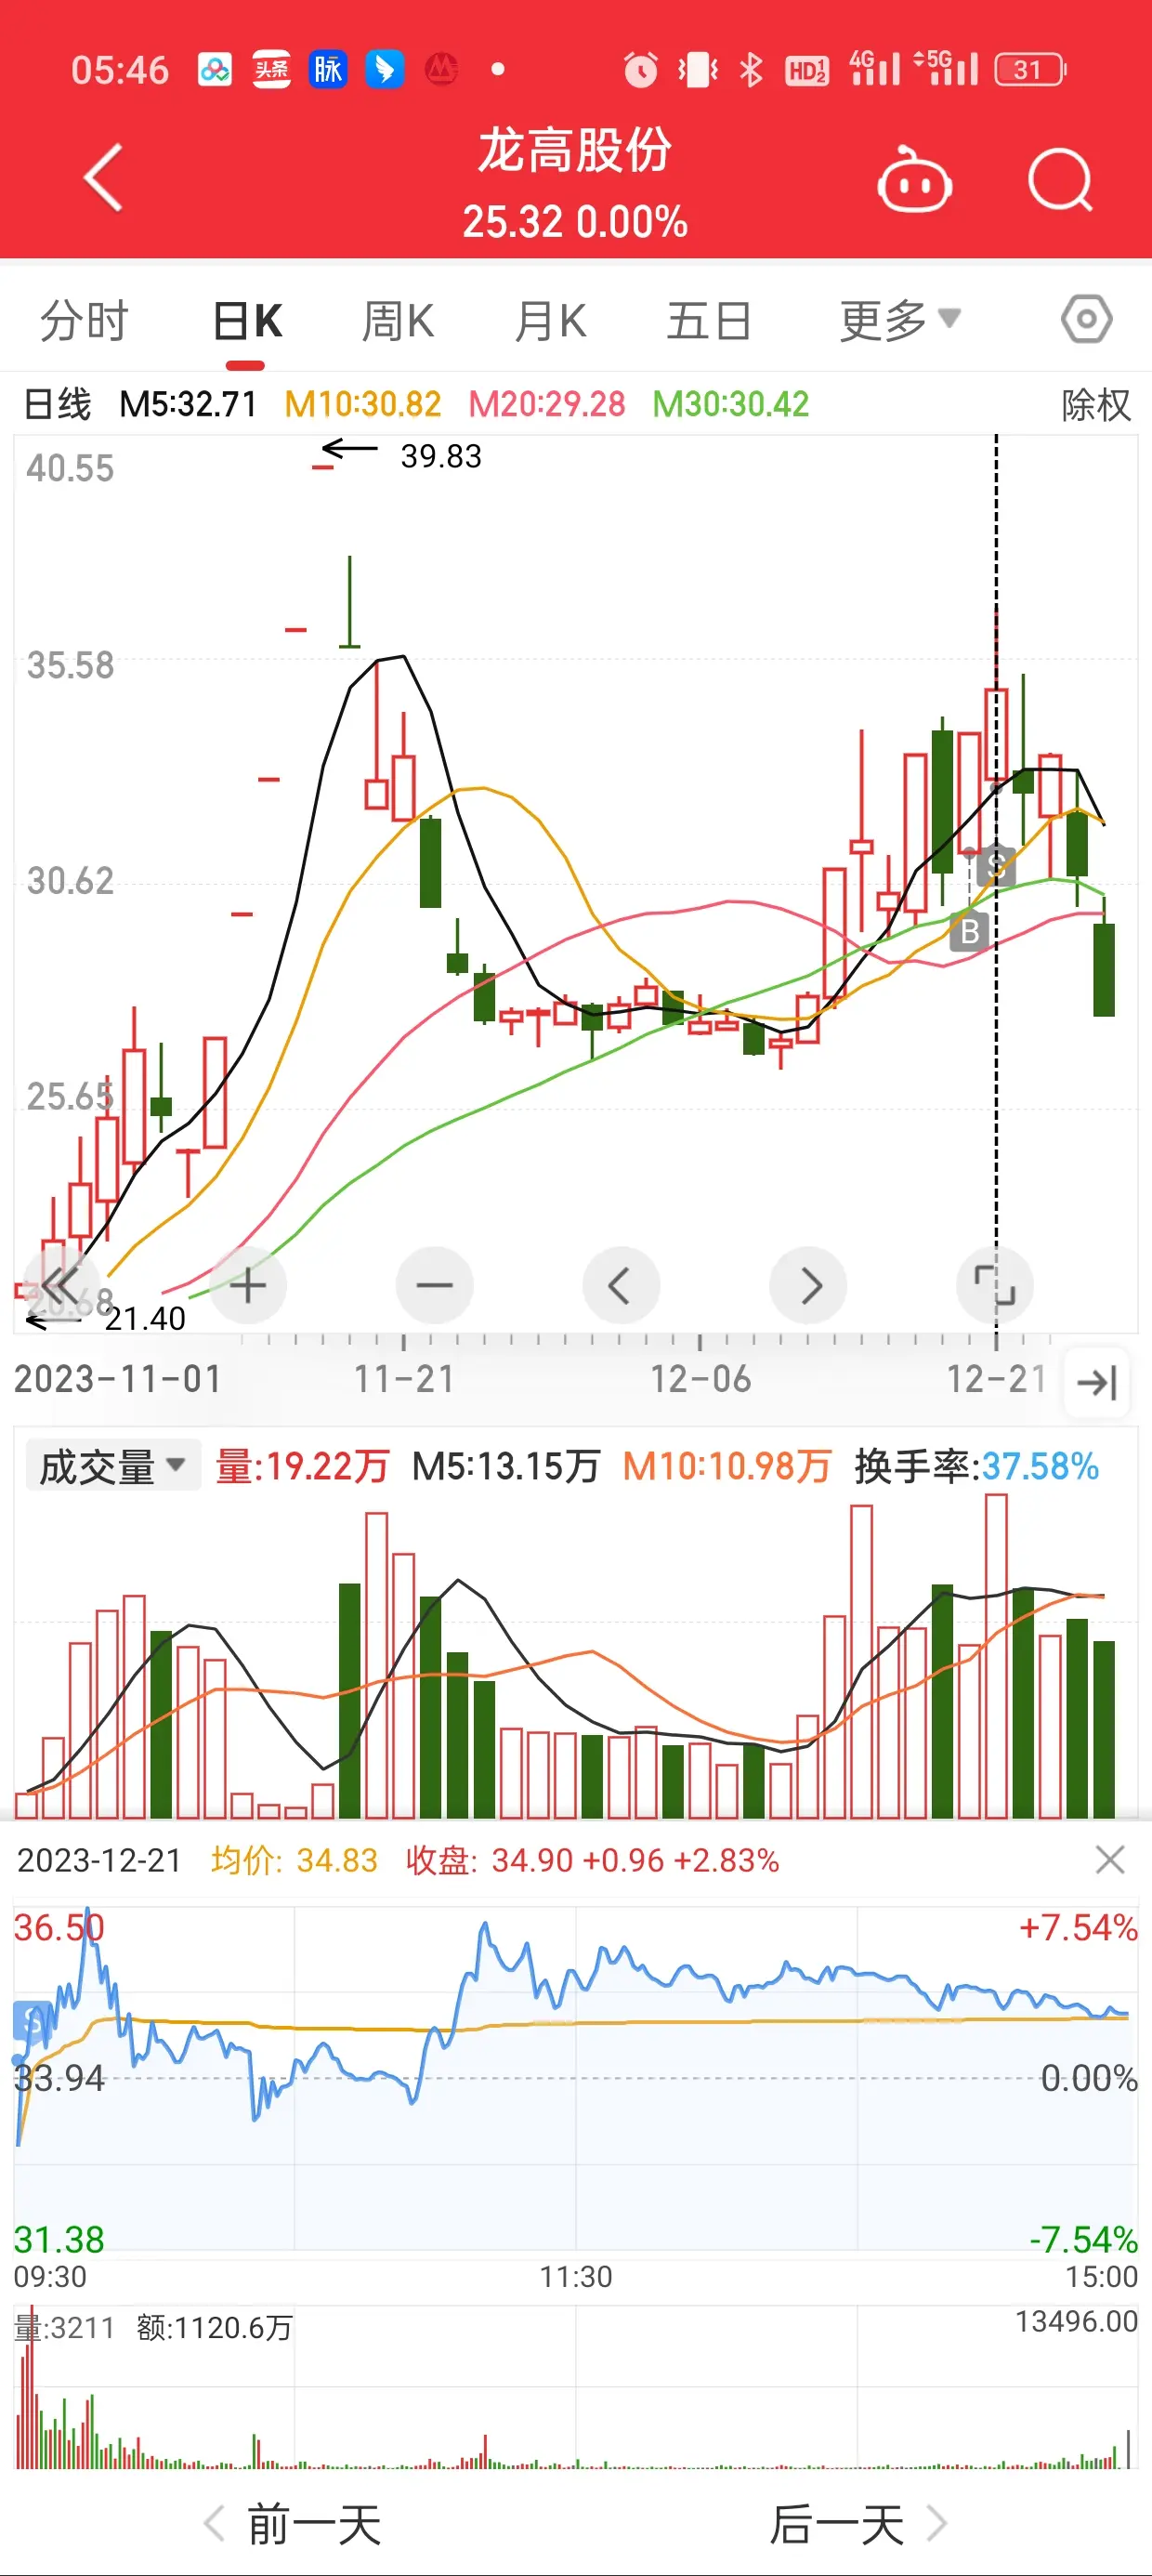 05:46 头条 脉 HD 1 2 4G 5G 31
龙高股份
25.32 0.00%
分时 日K 周K 月K 五日 更多
日线 M5:32.71 M10:30.82 M20:29.28 M30:30.42 除权
39.83
40.55
35.58
30.62
S
B
25.65
20.68
21.40
2023-11-01 11-21 12-06 12-21
成交量 量:19.22万 M5:13.15万 M10:10.98万 换手率:37.58%
2023-12-21 均价: 34.83 收盘: 34.90 +0.96 +2.83%
36.50 +7.54%
S
33.94 0.00%
31.38 -7.54%
09:30 11:30 15:00
量:3211 额:1120.6万 13496.00
前一天 后一天